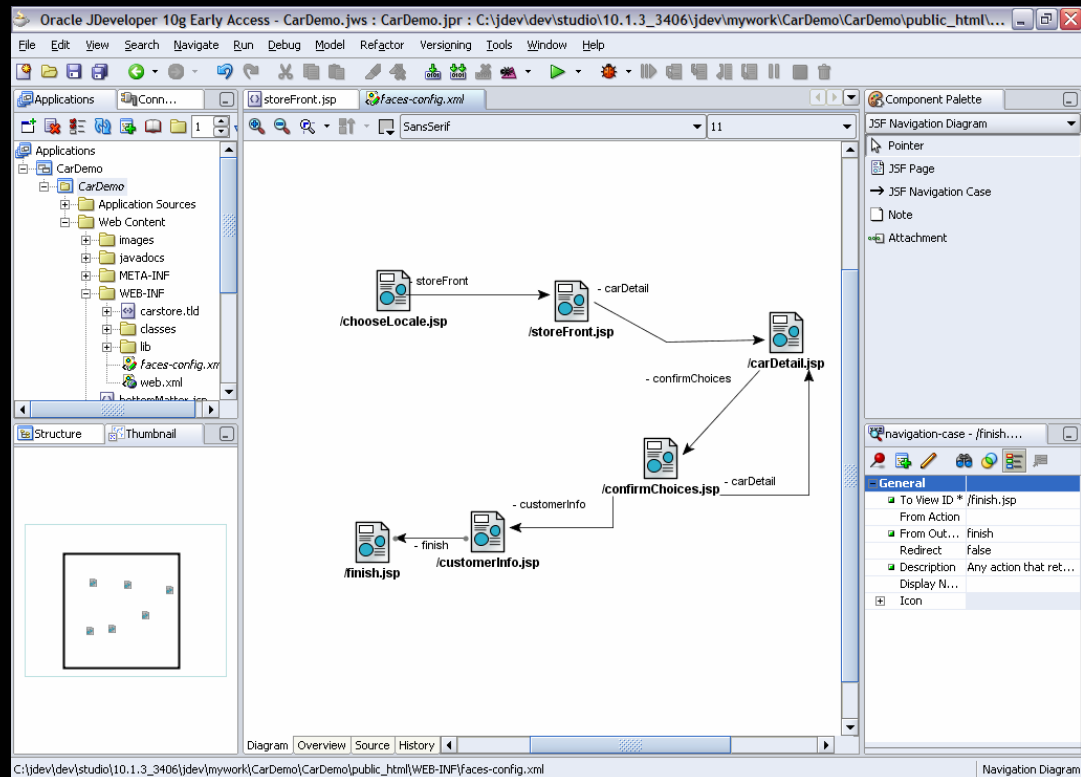 Oracle JDeveloper 10g Early Access - CarDemo.jws : CarDemo.jpr : C:\jdev\dev\studio\10.1.3_3406\jdev\mywork\CarDemo\CarDemo\public_html\...
File Edit View Search Navigate Run Debug Model Refactor Versioning Tools Window Help
Applications Conn...
1
Applications
CarDemo
CarDemo
Application Sources
Web Content
images
javadocs
META-INF
WEB-INF
carstore.tld
classes
lib
faces-config.xm
web.xml
bottomMatter.jsp
Structure Thumbnail
storeFront.jsp faces-config.xml
SansSerif 11
- storeFront
/chooseLocale.jsp
- carDetail
/storeFront.jsp
/carDetail.jsp
- confirmChoices
/confirmChoices.jsp
- carDetail
- customerInfo
- finish
/customerInfo.jsp
/finish.jsp
Diagram Overview Source History
Component Palette
JSF Navigation Diagram
Pointer
JSF Page
JSF Navigation Case
Note
Attachment
navigation-case - /finish....
General
To View ID * /finish.jsp
From Action
From Out... finish
Redirect false
Description Any action that ret...
Display N...
Icon
C:\jdev\dev\studio\10.1.3_3406\jdev\mywork\CarDemo\CarDemo\public_html\WEB-INF\faces-config.xml Navigation Diagram